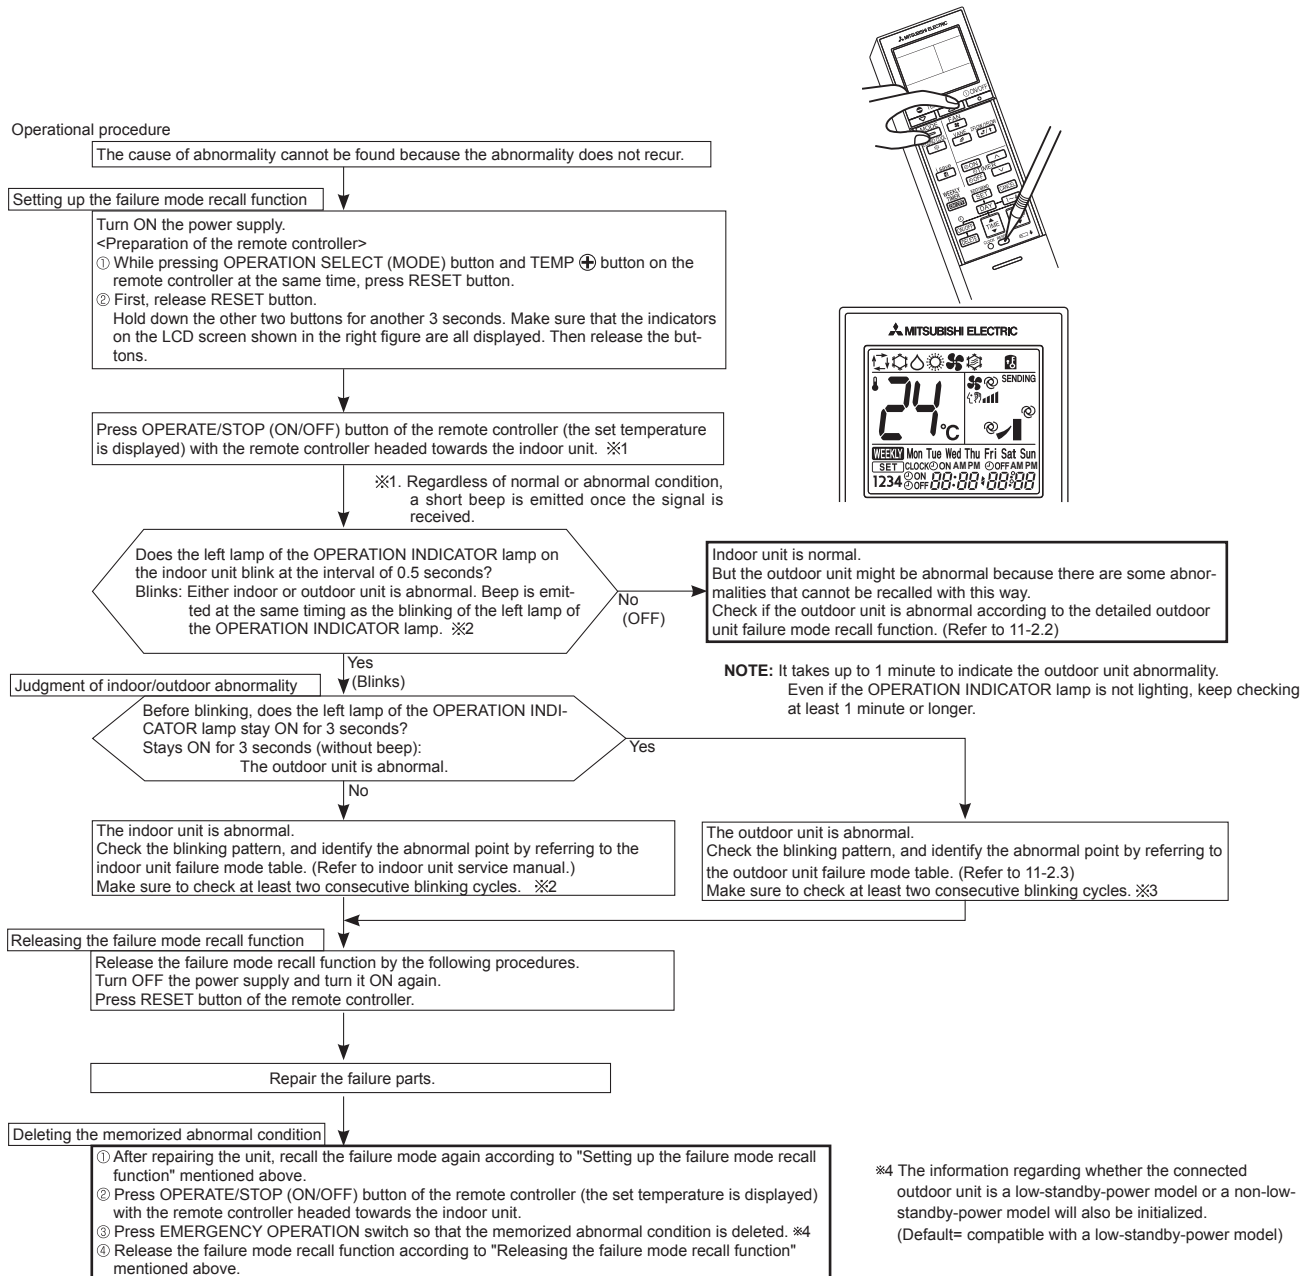 Operational procedure
The cause of abnormality cannot be found because the abnormality does not recur.
Setting up the failure mode recall function
Turn ON the power supply.
<Preparation of the remote controller>
① While pressing OPERATION SELECT (MODE) button and TEMP ⊕ button on the
remote controller at the same time, press RESET button.
② First, release RESET button.
Hold down the other two buttons for another 3 seconds. Make sure that the indicators
on the LCD screen shown in the right figure are all displayed. Then release the but-
tons.
MITSUBISHI ELECTRIC
ON/OFF
MODE
FAN
VANE
ON
TIMER
OFF
WEEKLY
TIMER
SET
CANCEL
DAY
TIME
DELETE
MITSUBISHI ELECTRIC
SENDING
24°C
WEEKLY Mon Tue Wed Thu Fri Sat Sun
SET CLOCK ON AM PM OFF AM PM
1234 ON OFF 88:88 88:88
Press OPERATE/STOP (ON/OFF) button of the remote controller (the set temperature
is displayed) with the remote controller headed towards the indoor unit. ※1
※1. Regardless of normal or abnormal condition,
a short beep is emitted once the signal is
received.
Does the left lamp of the OPERATION INDICATOR lamp on
the indoor unit blink at the interval of 0.5 seconds?
Blinks: Either indoor or outdoor unit is abnormal. Beep is emit-
ted at the same timing as the blinking of the left lamp of
the OPERATION INDICATOR lamp. ※2
No
(OFF)
Indoor unit is normal.
But the outdoor unit might be abnormal because there are some abnor-
malities that cannot be recalled with this way.
Check if the outdoor unit is abnormal according to the detailed outdoor
unit failure mode recall function. (Refer to 11-2.2)
NOTE: It takes up to 1 minute to indicate the outdoor unit abnormality.
Even if the OPERATION INDICATOR lamp is not lighting, keep checking
at least 1 minute or longer.
Yes
(Blinks)
Judgment of indoor/outdoor abnormality
Before blinking, does the left lamp of the OPERATION INDI-
CATOR lamp stay ON for 3 seconds?
Stays ON for 3 seconds (without beep):
The outdoor unit is abnormal.
Yes
No
The indoor unit is abnormal.
Check the blinking pattern, and identify the abnormal point by referring to the
indoor unit failure mode table. (Refer to indoor unit service manual.)
Make sure to check at least two consecutive blinking cycles. ※2
The outdoor unit is abnormal.
Check the blinking pattern, and identify the abnormal point by referring to
the outdoor unit failure mode table. (Refer to 11-2.3)
Make sure to check at least two consecutive blinking cycles. ※3
Releasing the failure mode recall function
Release the failure mode recall function by the following procedures.
Turn OFF the power supply and turn it ON again.
Press RESET button of the remote controller.
Repair the failure parts.
Deleting the memorized abnormal condition
① After repairing the unit, recall the failure mode again according to "Setting up the failure mode recall
function" mentioned above.
② Press OPERATE/STOP (ON/OFF) button of the remote controller (the set temperature is displayed)
with the remote controller headed towards the indoor unit.
③ Press EMERGENCY OPERATION switch so that the memorized abnormal condition is deleted. ※4
④ Release the failure mode recall function according to "Releasing the failure mode recall function"
mentioned above.
※4 The information regarding whether the connected
outdoor unit is a low-standby-power model or a non-low-
standby-power model will also be initialized.
(Default= compatible with a low-standby-power model)